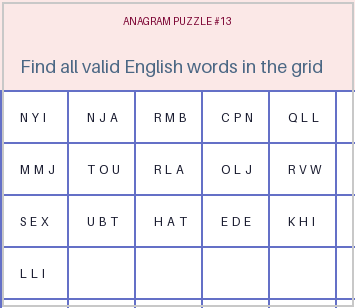 ANAGRAM PUZZLE #13
Find all valid English words in the grid
NYI NJA RMB CPN QLL
MMJ TOU RLA OLJ RVW
SEX UBT HAT EDE KHI
LLI